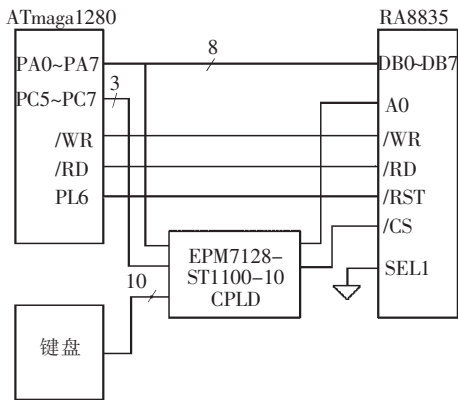 ATmaga1280
RA8835
8
PA0~PA7
DB0~DB7
3
PC5~PC7
A0
/WR
/WR
/RD
/RD
PL6
/RST
/CS
EPM7128-
ST1100-10
CPLD
10
SEL1
键盘